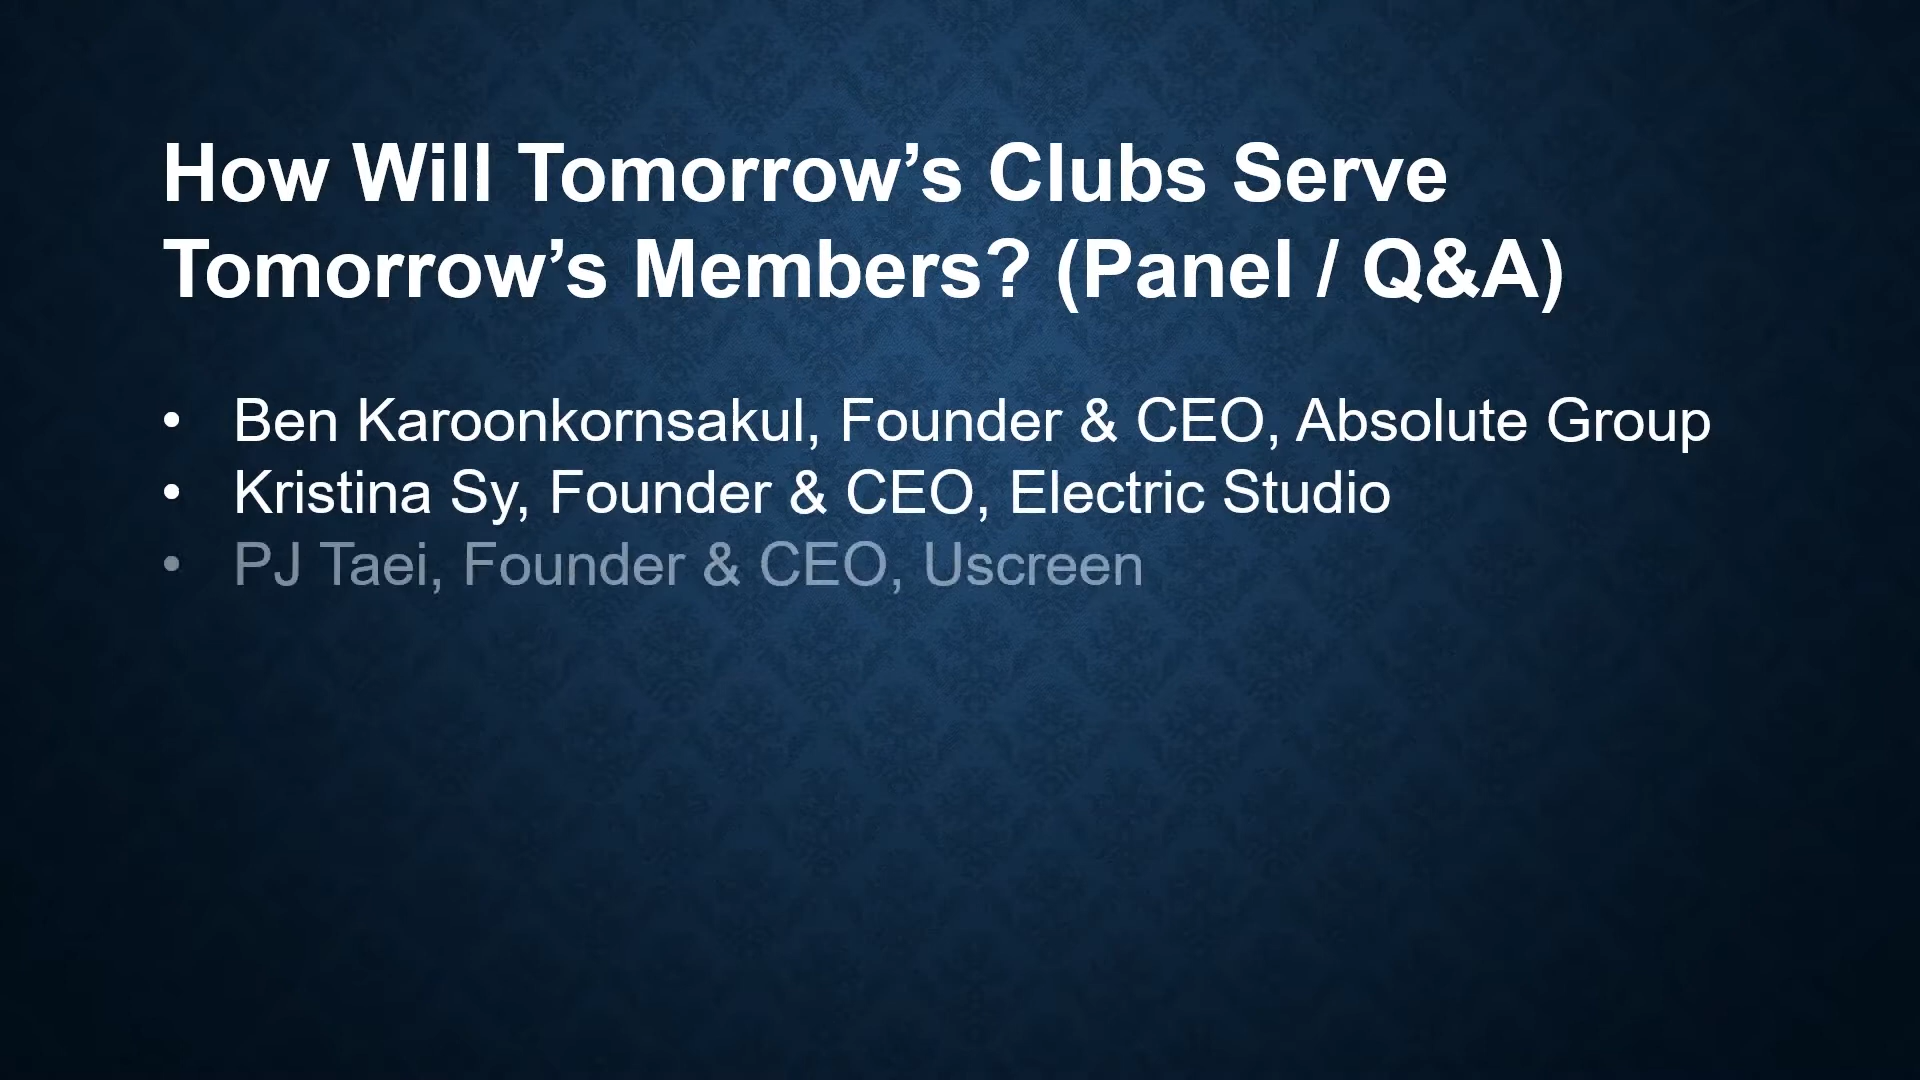 How Will Tomorrow’s Clubs Serve
Tomorrow’s Members? (Panel / Q&A)
• Ben Karoonkornsakul, Founder & CEO, Absolute Group
• Kristina Sy, Founder & CEO, Electric Studio
• PJ Taei, Founder & CEO, Uscreen